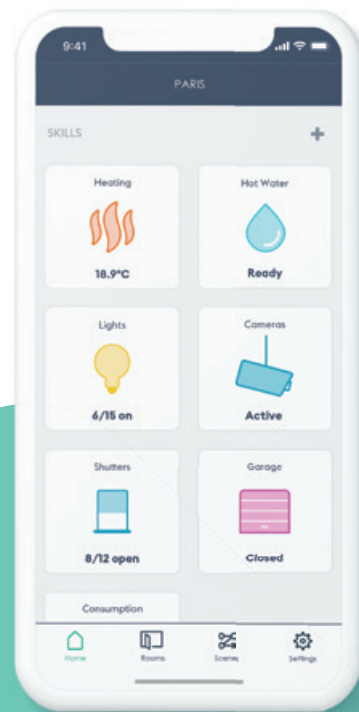 9:41
PARIS
SKILLS +
Heating
18.9°C
Hot Water
Ready
Lights
6/15 on
Cameras
Active
Shutters
8/12 open
Garage
Closed
Consumption
Home
Rooms
Scenes
Settings